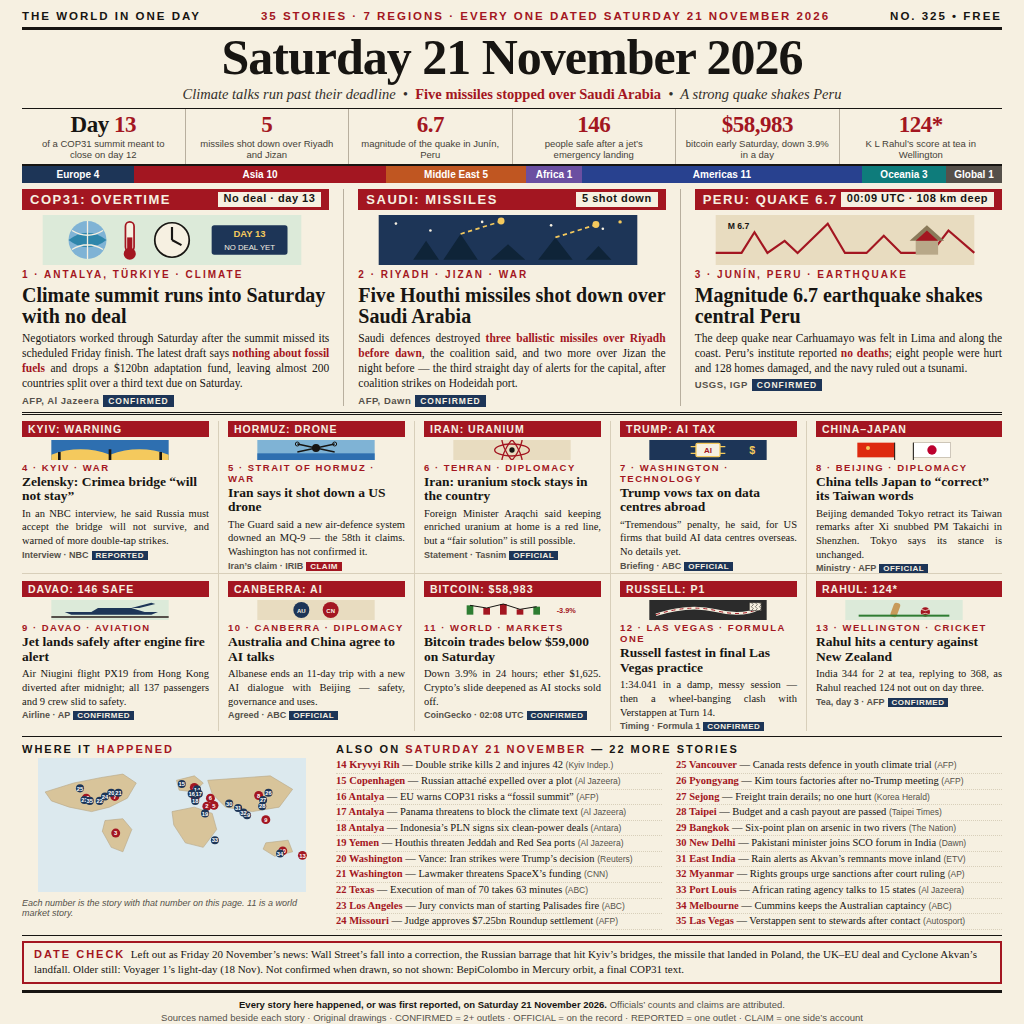 THE WORLD IN ONE DAY
35 STORIES · 7 REGIONS · EVERY ONE DATED SATURDAY 21 NOVEMBER 2026
NO. 325 • FREE
Saturday 21 November 2026
Climate talks run past their deadline • Five missiles stopped over Saudi Arabia • A strong quake shakes Peru
Day 13
of a COP31 summit meant to
close on day 12
5
missiles shot down over Riyadh
and Jizan
6.7
magnitude of the quake in Junín,
Peru
146
people safe after a jet's
emergency landing
$58,983
bitcoin early Saturday, down 3.9%
in a day
124*
K L Rahul's score at tea in
Wellington
Europe 4
Asia 10
Middle East 5
Africa 1
Americas 11
Oceania 3
Global 1
COP31: OVERTIME
No deal · day 13
DAY 13
NO DEAL YET
1 · ANTALYA, TÜRKIYE · CLIMATE
Climate summit runs into Saturday
with no deal
Negotiators worked through Saturday after the summit missed its
scheduled Friday finish. The latest draft says nothing about fossil
fuels and drops a $120bn adaptation fund, leaving almost 200
countries split over a third text due on Saturday.
AFP, Al Jazeera CONFIRMED
SAUDI: MISSILES
5 shot down
2 · RIYADH · JIZAN · WAR
Five Houthi missiles shot down over
Saudi Arabia
Saudi defences destroyed three ballistic missiles over Riyadh
before dawn, the coalition said, and two more over Jizan the
night before — the third straight day of alerts for the capital, after
coalition strikes on Hodeidah port.
AFP, Dawn CONFIRMED
PERU: QUAKE 6.7
00:09 UTC · 108 km deep
M 6.7
3 · JUNÍN, PERU · EARTHQUAKE
Magnitude 6.7 earthquake shakes
central Peru
The deep quake near Carhuamayo was felt in Lima and along the
coast. Peru's institute reported no deaths; eight people were hurt
and 128 homes damaged, and the navy ruled out a tsunami.
USGS, IGP CONFIRMED
KYIV: WARNING
4 · KYIV · WAR
Zelensky: Crimea bridge “will
not stay”
In an NBC interview, he said Russia must
accept the bridge will not survive, and
warned of more double-tap strikes.
Interview · NBC REPORTED
HORMUZ: DRONE
5 · STRAIT OF HORMUZ ·
WAR
Iran says it shot down a US
drone
The Guard said a new air-defence system
downed an MQ-9 — the 58th it claims.
Washington has not confirmed it.
Iran's claim · IRIB CLAIM
IRAN: URANIUM
6 · TEHRAN · DIPLOMACY
Iran: uranium stock stays in
the country
Foreign Minister Araqchi said keeping
enriched uranium at home is a red line,
but a “fair solution” is still possible.
Statement · Tasnim OFFICIAL
TRUMP: AI TAX
AI
$
7 · WASHINGTON ·
TECHNOLOGY
Trump vows tax on data
centres abroad
“Tremendous” penalty, he said, for US
firms that build AI data centres overseas.
No details yet.
Briefing · ABC OFFICIAL
CHINA–JAPAN
8 · BEIJING · DIPLOMACY
China tells Japan to “correct”
its Taiwan words
Beijing demanded Tokyo retract its Taiwan
remarks after Xi snubbed PM Takaichi in
Shenzhen. Tokyo says its stance is
unchanged.
Ministry · AFP OFFICIAL
DAVAO: 146 SAFE
9 · DAVAO · AVIATION
Jet lands safely after engine fire
alert
Air Niugini flight PX19 from Hong Kong
diverted after midnight; all 137 passengers
and 9 crew slid to safety.
Airline · AP CONFIRMED
CANBERRA: AI
AU
CN
10 · CANBERRA · DIPLOMACY
Australia and China agree to
AI talks
Albanese ends an 11-day trip with a new
AI dialogue with Beijing — safety,
governance and uses.
Agreed · ABC OFFICIAL
BITCOIN: $58,983
-3.9%
11 · WORLD · MARKETS
Bitcoin trades below $59,000
on Saturday
Down 3.9% in 24 hours; ether $1,625.
Crypto's slide deepened as AI stocks sold
off.
CoinGecko · 02:08 UTC CONFIRMED
RUSSELL: P1
12 · LAS VEGAS · FORMULA
ONE
Russell fastest in final Las
Vegas practice
1:34.041 in a damp, messy session —
then a wheel-banging clash with
Verstappen at Turn 14.
Timing · Formula 1 CONFIRMED
RAHUL: 124*
13 · WELLINGTON · CRICKET
Rahul hits a century against
New Zealand
India 344 for 2 at tea, replying to 368, as
Rahul reached 124 not out on day three.
Tea, day 3 · AFP CONFIRMED
WHERE IT HAPPENED
Each number is the story with that number on this page. 11 is a world
market story.
ALSO ON SATURDAY 21 NOVEMBER — 22 MORE STORIES
14 Kryvyi Rih — Double strike kills 2 and injures 42 (Kyiv Indep.)
15 Copenhagen — Russian attaché expelled over a plot (Al Jazeera)
16 Antalya — EU warns COP31 risks a “fossil summit” (AFP)
17 Antalya — Panama threatens to block the climate text (Al Jazeera)
18 Antalya — Indonesia's PLN signs six clean-power deals (Antara)
19 Yemen — Houthis threaten Jeddah and Red Sea ports (Al Jazeera)
20 Washington — Vance: Iran strikes were Trump's decision (Reuters)
21 Washington — Lawmaker threatens SpaceX's funding (CNN)
22 Texas — Execution of man of 70 takes 63 minutes (ABC)
23 Los Angeles — Jury convicts man of starting Palisades fire (ABC)
24 Missouri — Judge approves $7.25bn Roundup settlement (AFP)
25 Vancouver — Canada rests defence in youth climate trial (AFP)
26 Pyongyang — Kim tours factories after no-Trump meeting (AFP)
27 Sejong — Freight train derails; no one hurt (Korea Herald)
28 Taipei — Budget and a cash payout are passed (Taipei Times)
29 Bangkok — Six-point plan on arsenic in two rivers (The Nation)
30 New Delhi — Pakistani minister joins SCO forum in India (Dawn)
31 East India — Rain alerts as Akvan's remnants move inland (ETV)
32 Myanmar — Rights groups urge sanctions after court ruling (AP)
33 Port Louis — African rating agency talks to 15 states (Al Jazeera)
34 Melbourne — Cummins keeps the Australian captaincy (ABC)
35 Las Vegas — Verstappen sent to stewards after contact (Autosport)
DATE CHECK Left out as Friday 20 November's news: Wall Street's fall into a correction, the Russian barrage that hit Kyiv's bridges, the missile that landed in Poland, the UK–EU deal and Cyclone Akvan's
landfall. Older still: Voyager 1's light-day (18 Nov). Not confirmed when drawn, so not shown: BepiColombo in Mercury orbit, a final COP31 text.
Every story here happened, or was first reported, on Saturday 21 November 2026. Officials' counts and claims are attributed.
Sources named beside each story · Original drawings · CONFIRMED = 2+ outlets · OFFICIAL = on the record · REPORTED = one outlet · CLAIM = one side's account